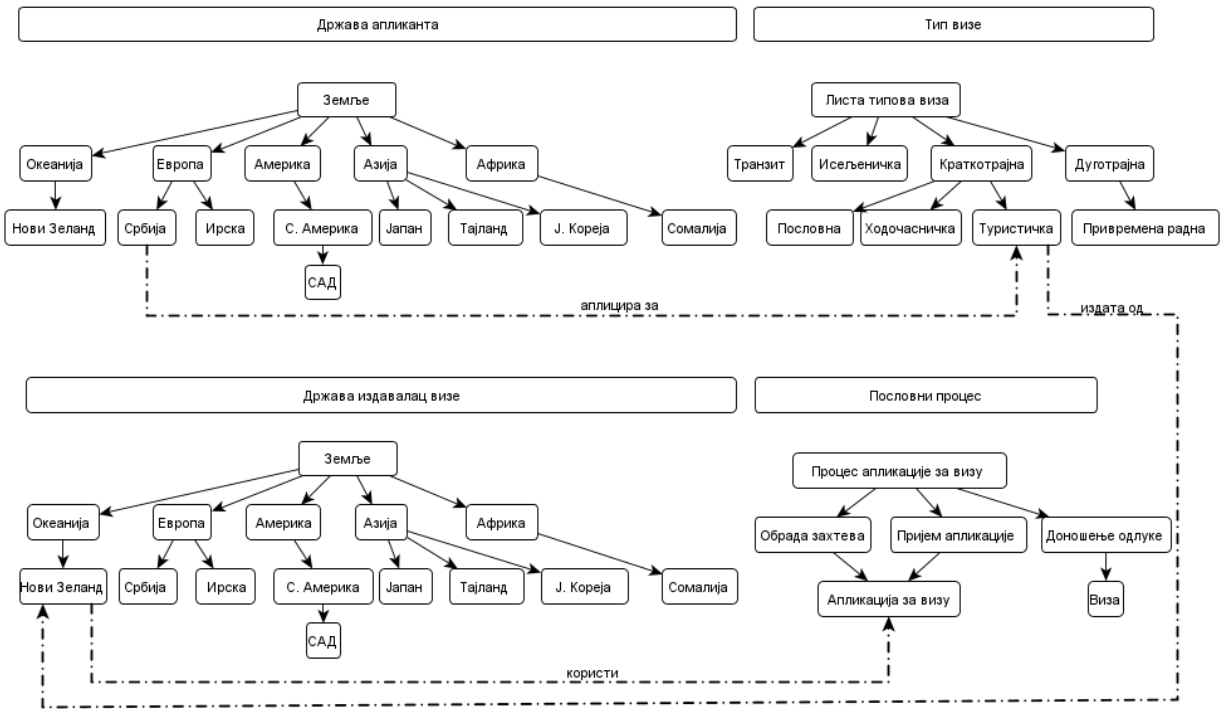 Држава апликанта
Тип визе
Земље
Листа типова виза
Океанија
Европа
Америка
Азија
Африка
Транзит
Исељеничка
Краткотрајна
Дуготрајна
Нови Зеланд
Србија
Ирска
С. Америка
Јапан
Тајланд
Ј. Кореја
Сомалија
Пословна
Ходочасничка
Туристичка
Привремена радна
САД
аплицира за
издата од
Држава издавалац визе
Пословни процес
Земље
Процес апликације за визу
Океанија
Европа
Америка
Азија
Африка
Обрада захтева
Пријем апликације
Доношење одлуке
Нови Зеланд
Србија
Ирска
С. Америка
Јапан
Тајланд
Ј. Кореја
Сомалија
Апликација за визу
Виза
САД
користи